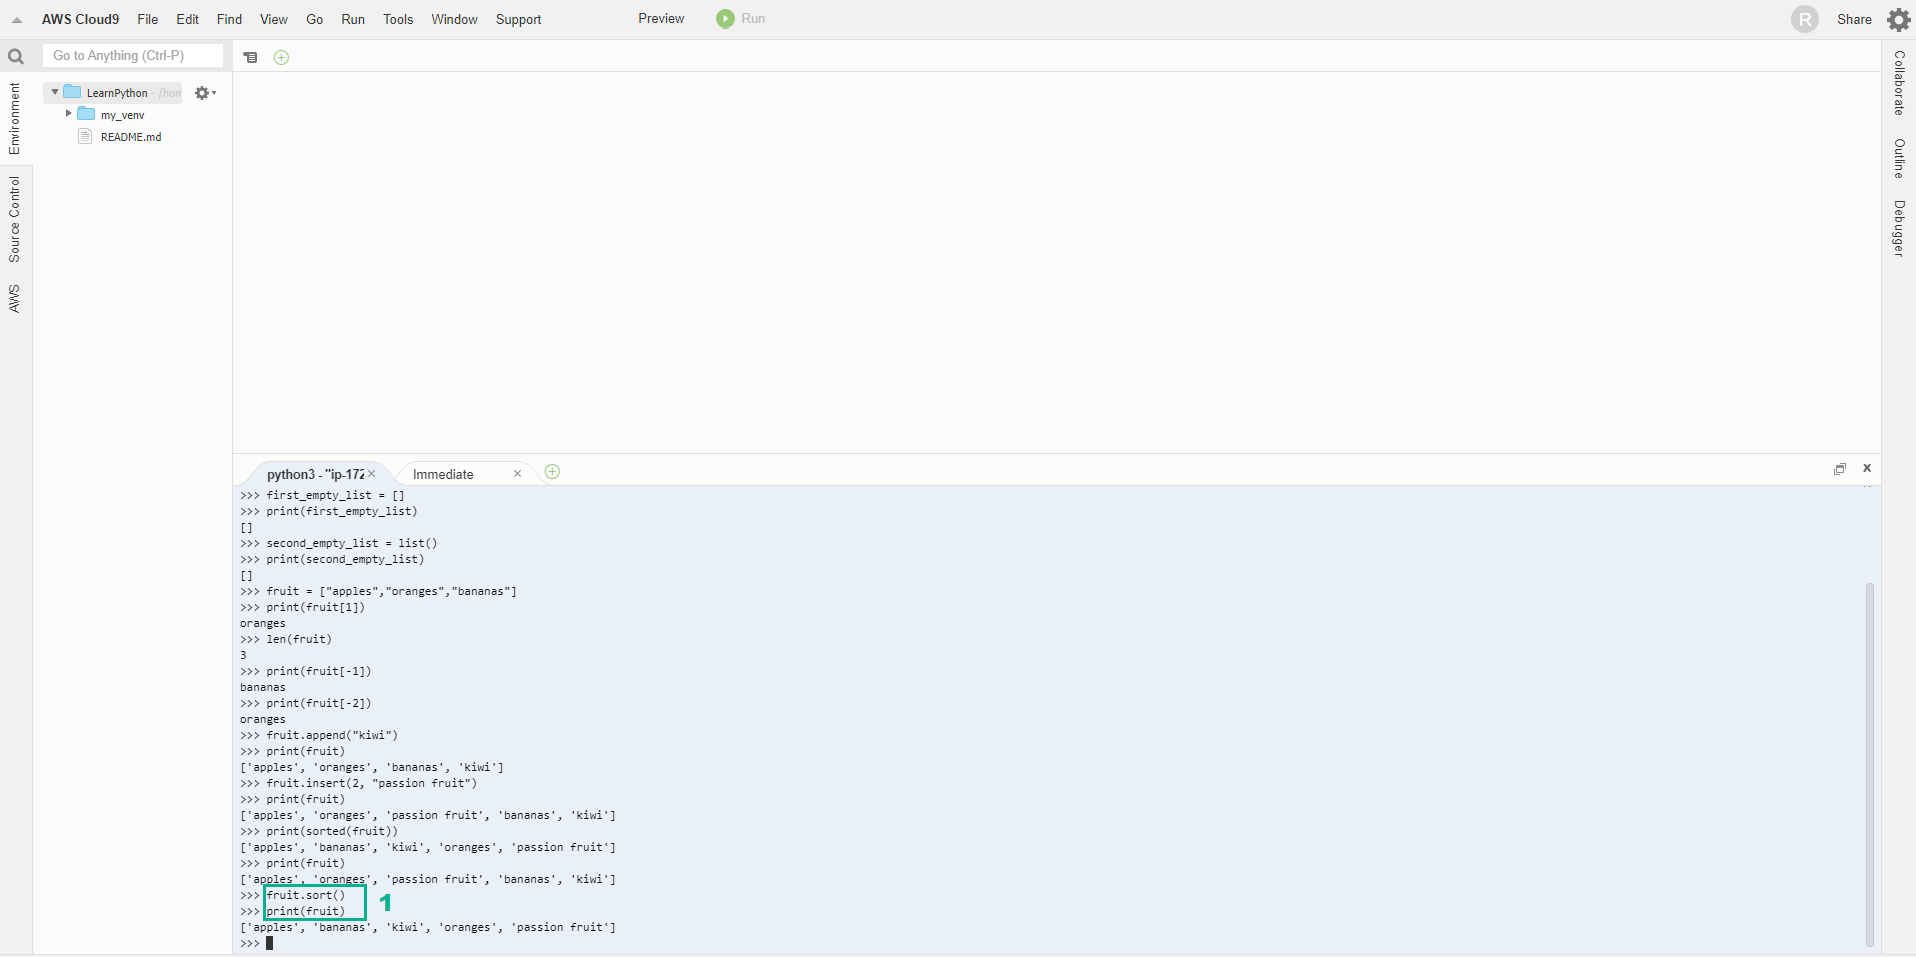 AWS Cloud9 File Edit Find View Go Run Tools Window Support Preview Run R Share
Go to Anything (Ctrl-P)
LearnPython - /hom
my_venv
README.md
Environment
Source Control
AWS
Collaborate
Outline
Debugger
python3 - "ip-172 × Immediate ×
>>> first_empty_list = []
>>> print(first_empty_list)
[]
>>> second_empty_list = list()
>>> print(second_empty_list)
[]
>>> fruit = ["apples","oranges","bananas"]
>>> print(fruit[1])
oranges
>>> len(fruit)
3
>>> print(fruit[-1])
bananas
>>> print(fruit[-2])
oranges
>>> fruit.append("kiwi")
>>> print(fruit)
['apples', 'oranges', 'bananas', 'kiwi']
>>> fruit.insert(2, "passion fruit")
>>> print(fruit)
['apples', 'oranges', 'passion fruit', 'bananas', 'kiwi']
>>> print(sorted(fruit))
['apples', 'bananas', 'kiwi', 'oranges', 'passion fruit']
>>> print(fruit)
['apples', 'oranges', 'passion fruit', 'bananas', 'kiwi']
>>> fruit.sort()
1
>>> print(fruit)
['apples', 'bananas', 'kiwi', 'oranges', 'passion fruit']
>>>